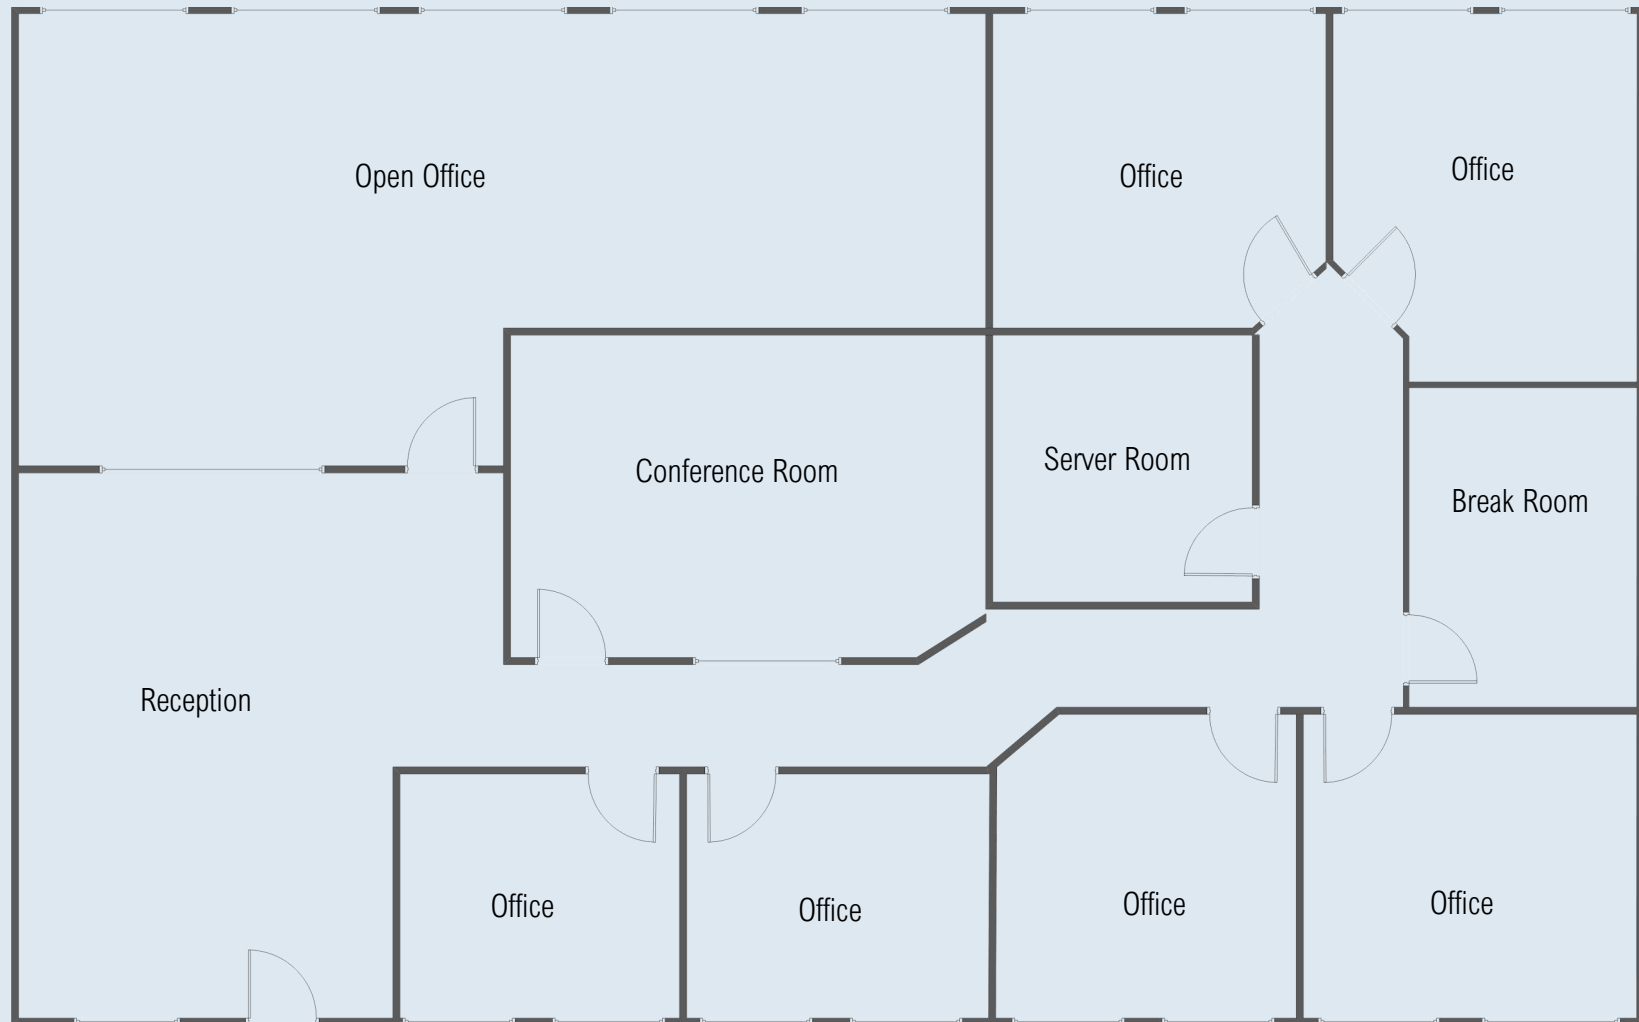 Open Office
Office
Office
Conference Room
Server Room
Break Room
Reception
Office
Office
Office
Office